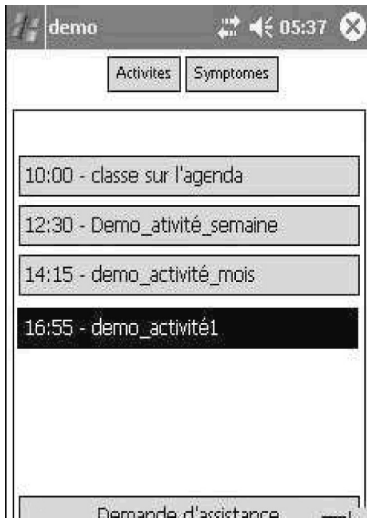 demo 05:37
Activites Symptomes
10:00 - classe sur l'agenda
12:30 - Demo_ativité_semaine
14:15 - demo_activité_mois
16:55 - demo_activité1
Demande d'assistance